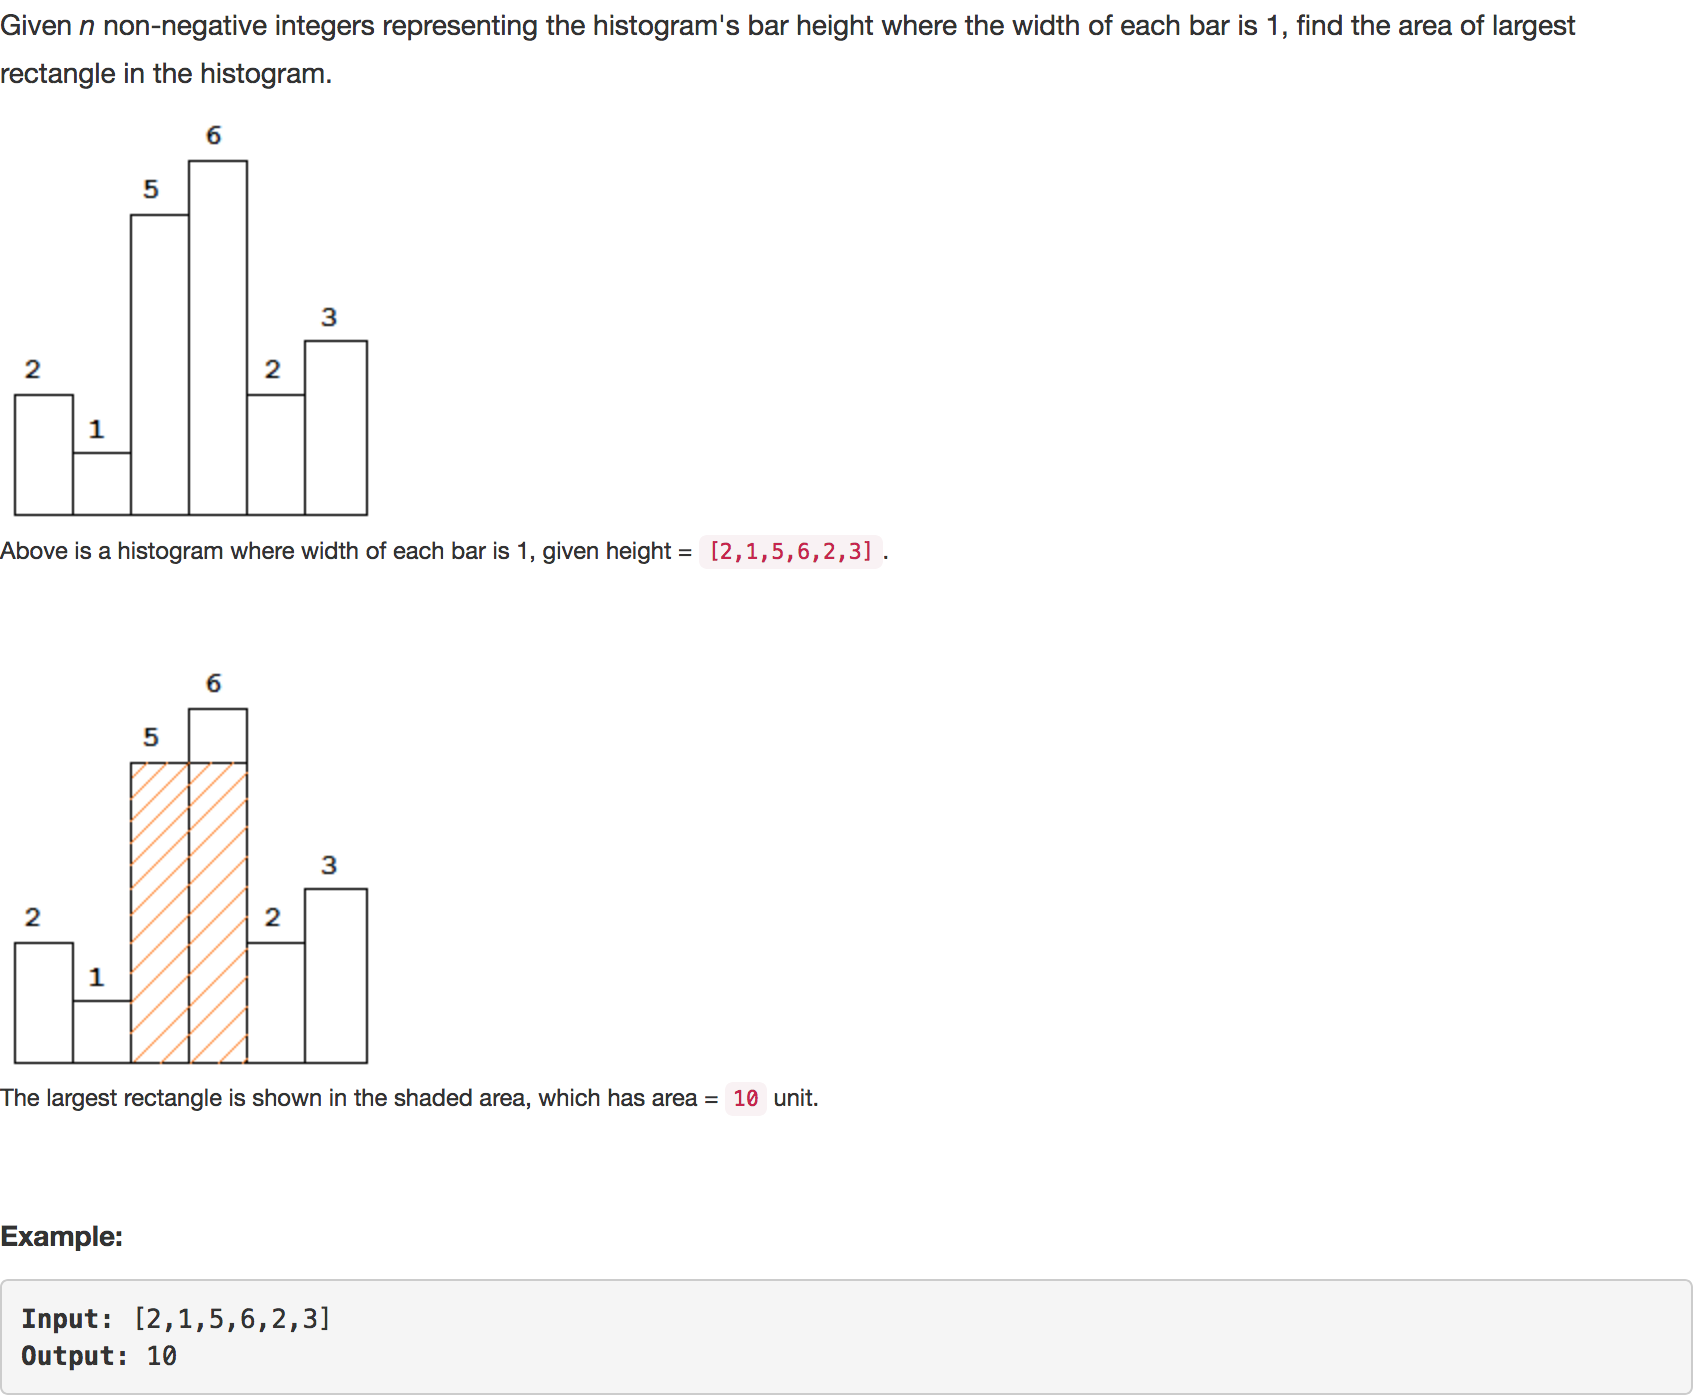 Given n non-negative integers representing the histogram's bar height where the width of each bar is 1, find the area of largest
rectangle in the histogram.
6
5
3
2
2
1
Above is a histogram where width of each bar is 1, given height = [2,1,5,6,2,3] .
6
5
3
2
2
1
The largest rectangle is shown in the shaded area, which has area = 10 unit.
Example:
Input: [2,1,5,6,2,3]
Output: 10